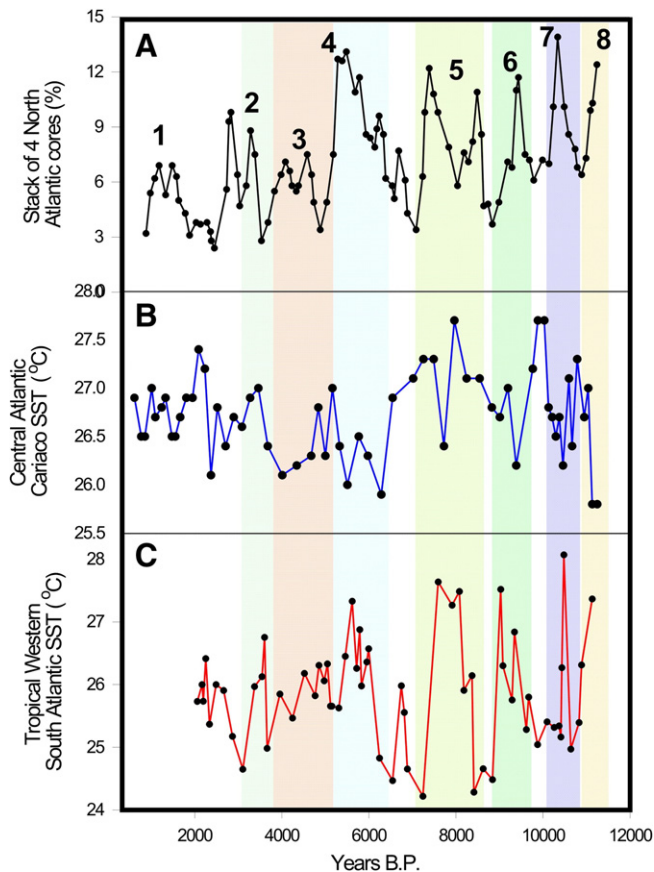 15
12
9
6
3
0
A
1
2
3
4
5
6
7
8
Stack of 4 North
Atlantic cores (%)
28.0
27.5
27.0
26.5
26.0
25.5
B
Central Atlantic
Cariaco SST (°C)
28
27
26
25
24
C
Tropical Western
South Atlantic SST (°C)
2000 4000 6000 8000 10000 12000
Years B.P.